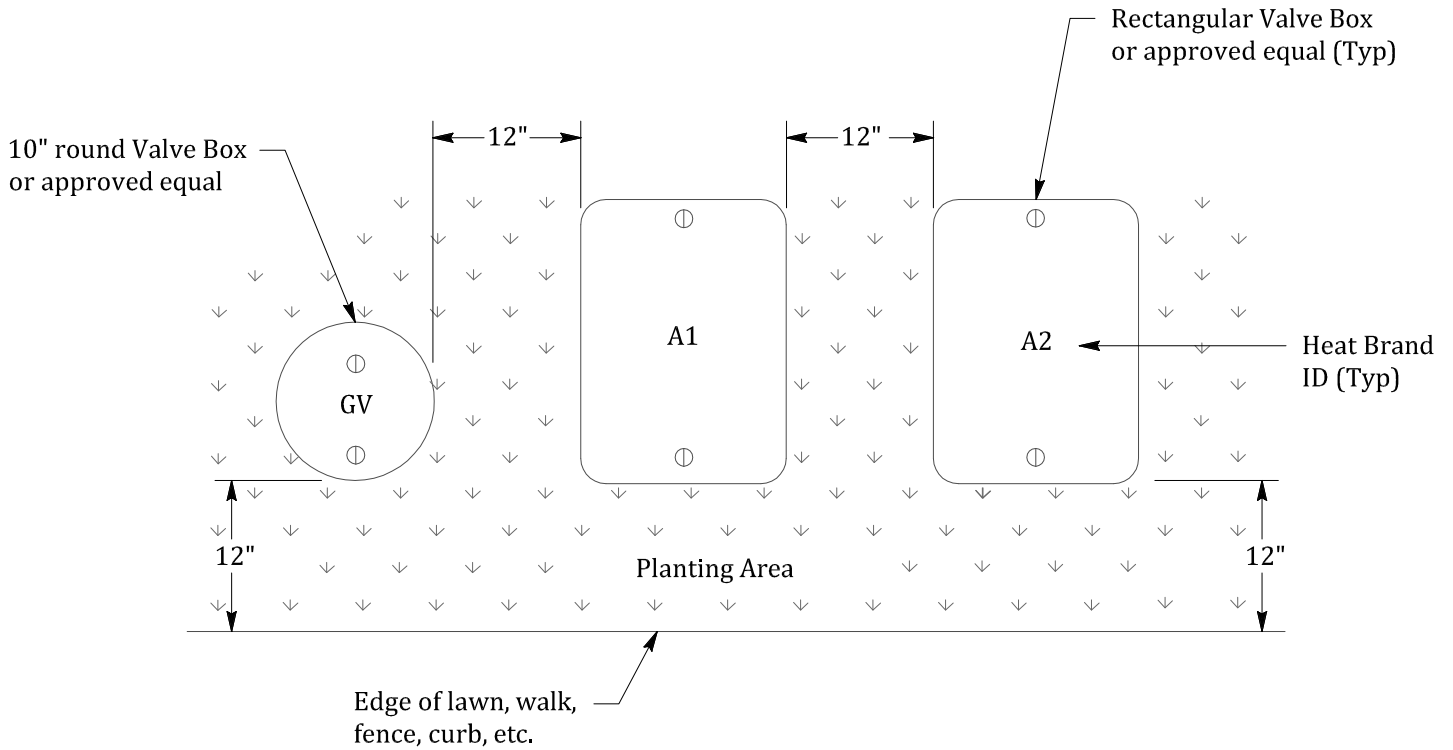 Rectangular Valve Box
or approved equal (Typ)
10" round Valve Box
or approved equal
12"
12"
A1
A2
Heat Brand
ID (Typ)
GV
12"
12"
Planting Area
Edge of lawn, walk,
fence, curb, etc.